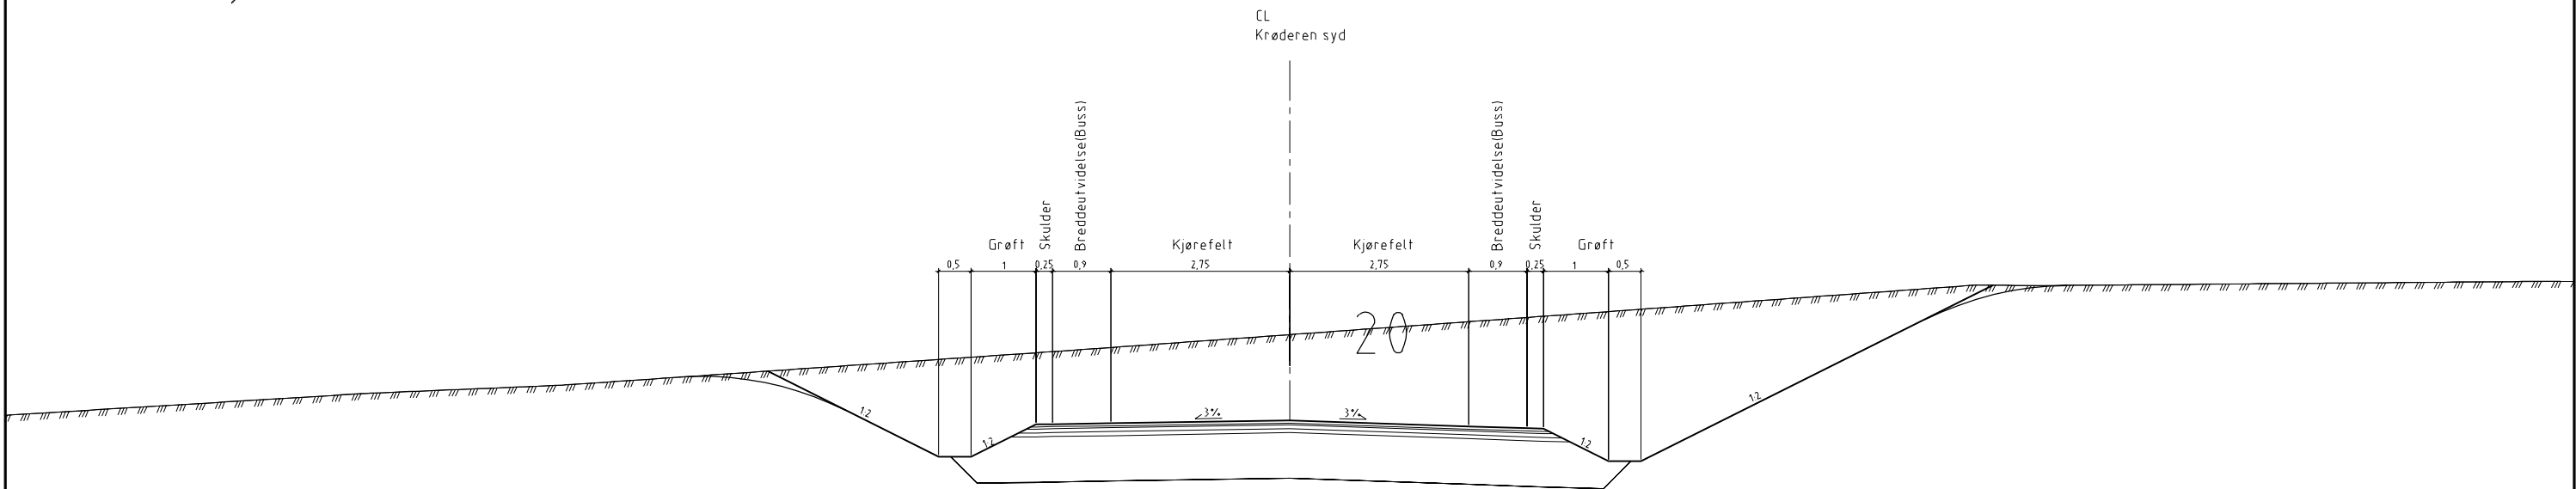 CL
Krøderen syd
Breddeutvidelse(Buss)
Breddeutvidelse(Buss)
Skulder
Skulder
Grøft
Kjørefelt
Kjørefelt
Grøft
0,5 1 0,25 0,9 2,75 2,75 0,9 0,25 1 0,5
20
1:2
3%
3%
1:2
1:2
1:2